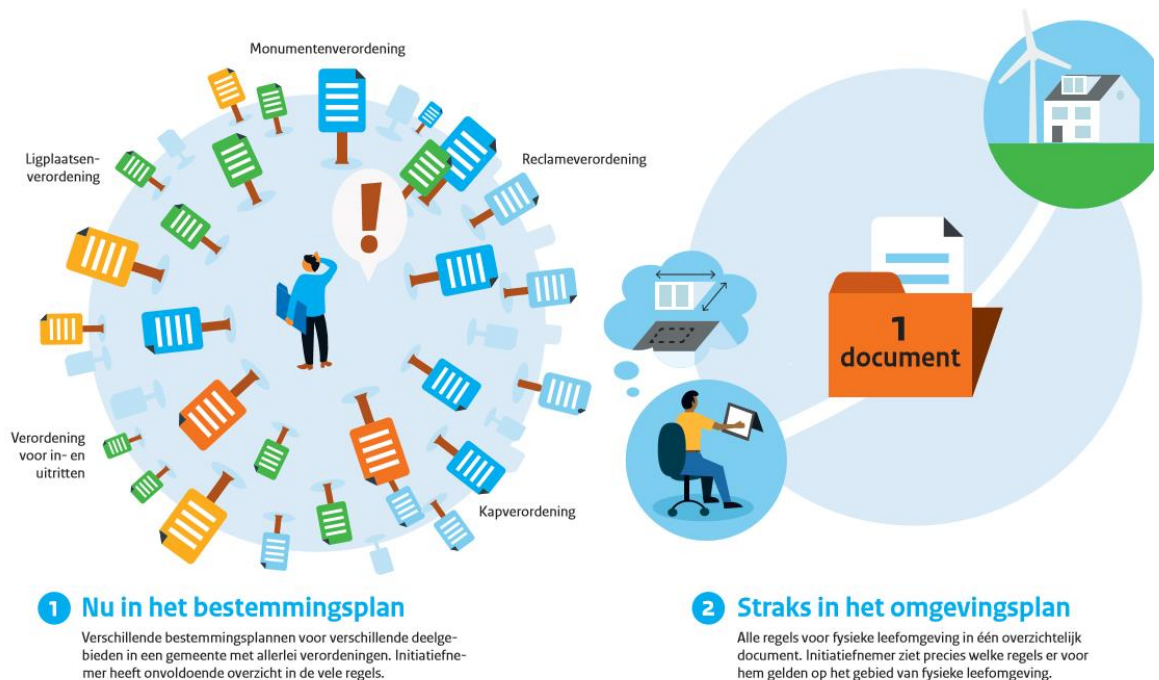 Monumentenverordening
Ligplaatsen-
verordening
Reclameverordening
Verordening
voor in- en
uitritten
Kapverordening
1
document
1 Nu in het bestemmingsplan
Verschillende bestemmingsplannen voor verschillende deelge-
bieden in een gemeente met allerlei verordeningen. Initiatiefne-
mer heeft onvoldoende overzicht in de vele regels.
2 Straks in het omgevingsplan
Alle regels voor fysieke leefomgeving in één overzichtelijk
document. Initiatiefnemer ziet precies welke regels er voor
hem gelden op het gebied van fysieke leefomgeving.